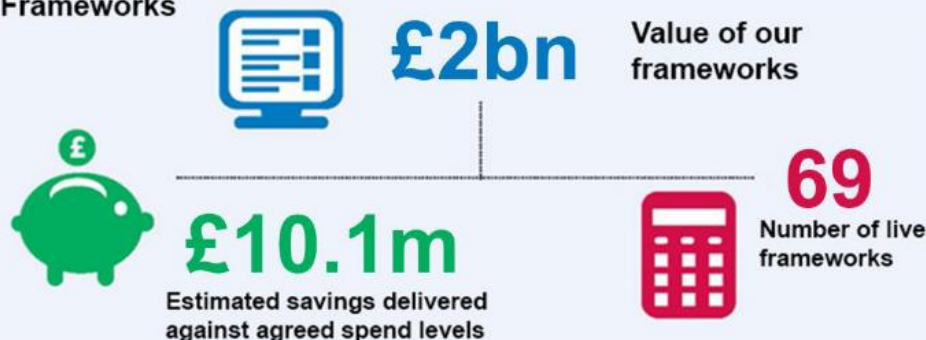 Frameworks
£2bn
Value of our
frameworks
£
£10.1m
Estimated savings delivered
against agreed spend levels
69
Number of live
frameworks